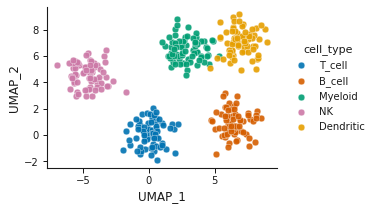 UMAP_2
8
6
4
2
0
−2
−5
0
5
UMAP_1
cell_type
T_cell
B_cell
Myeloid
NK
Dendritic